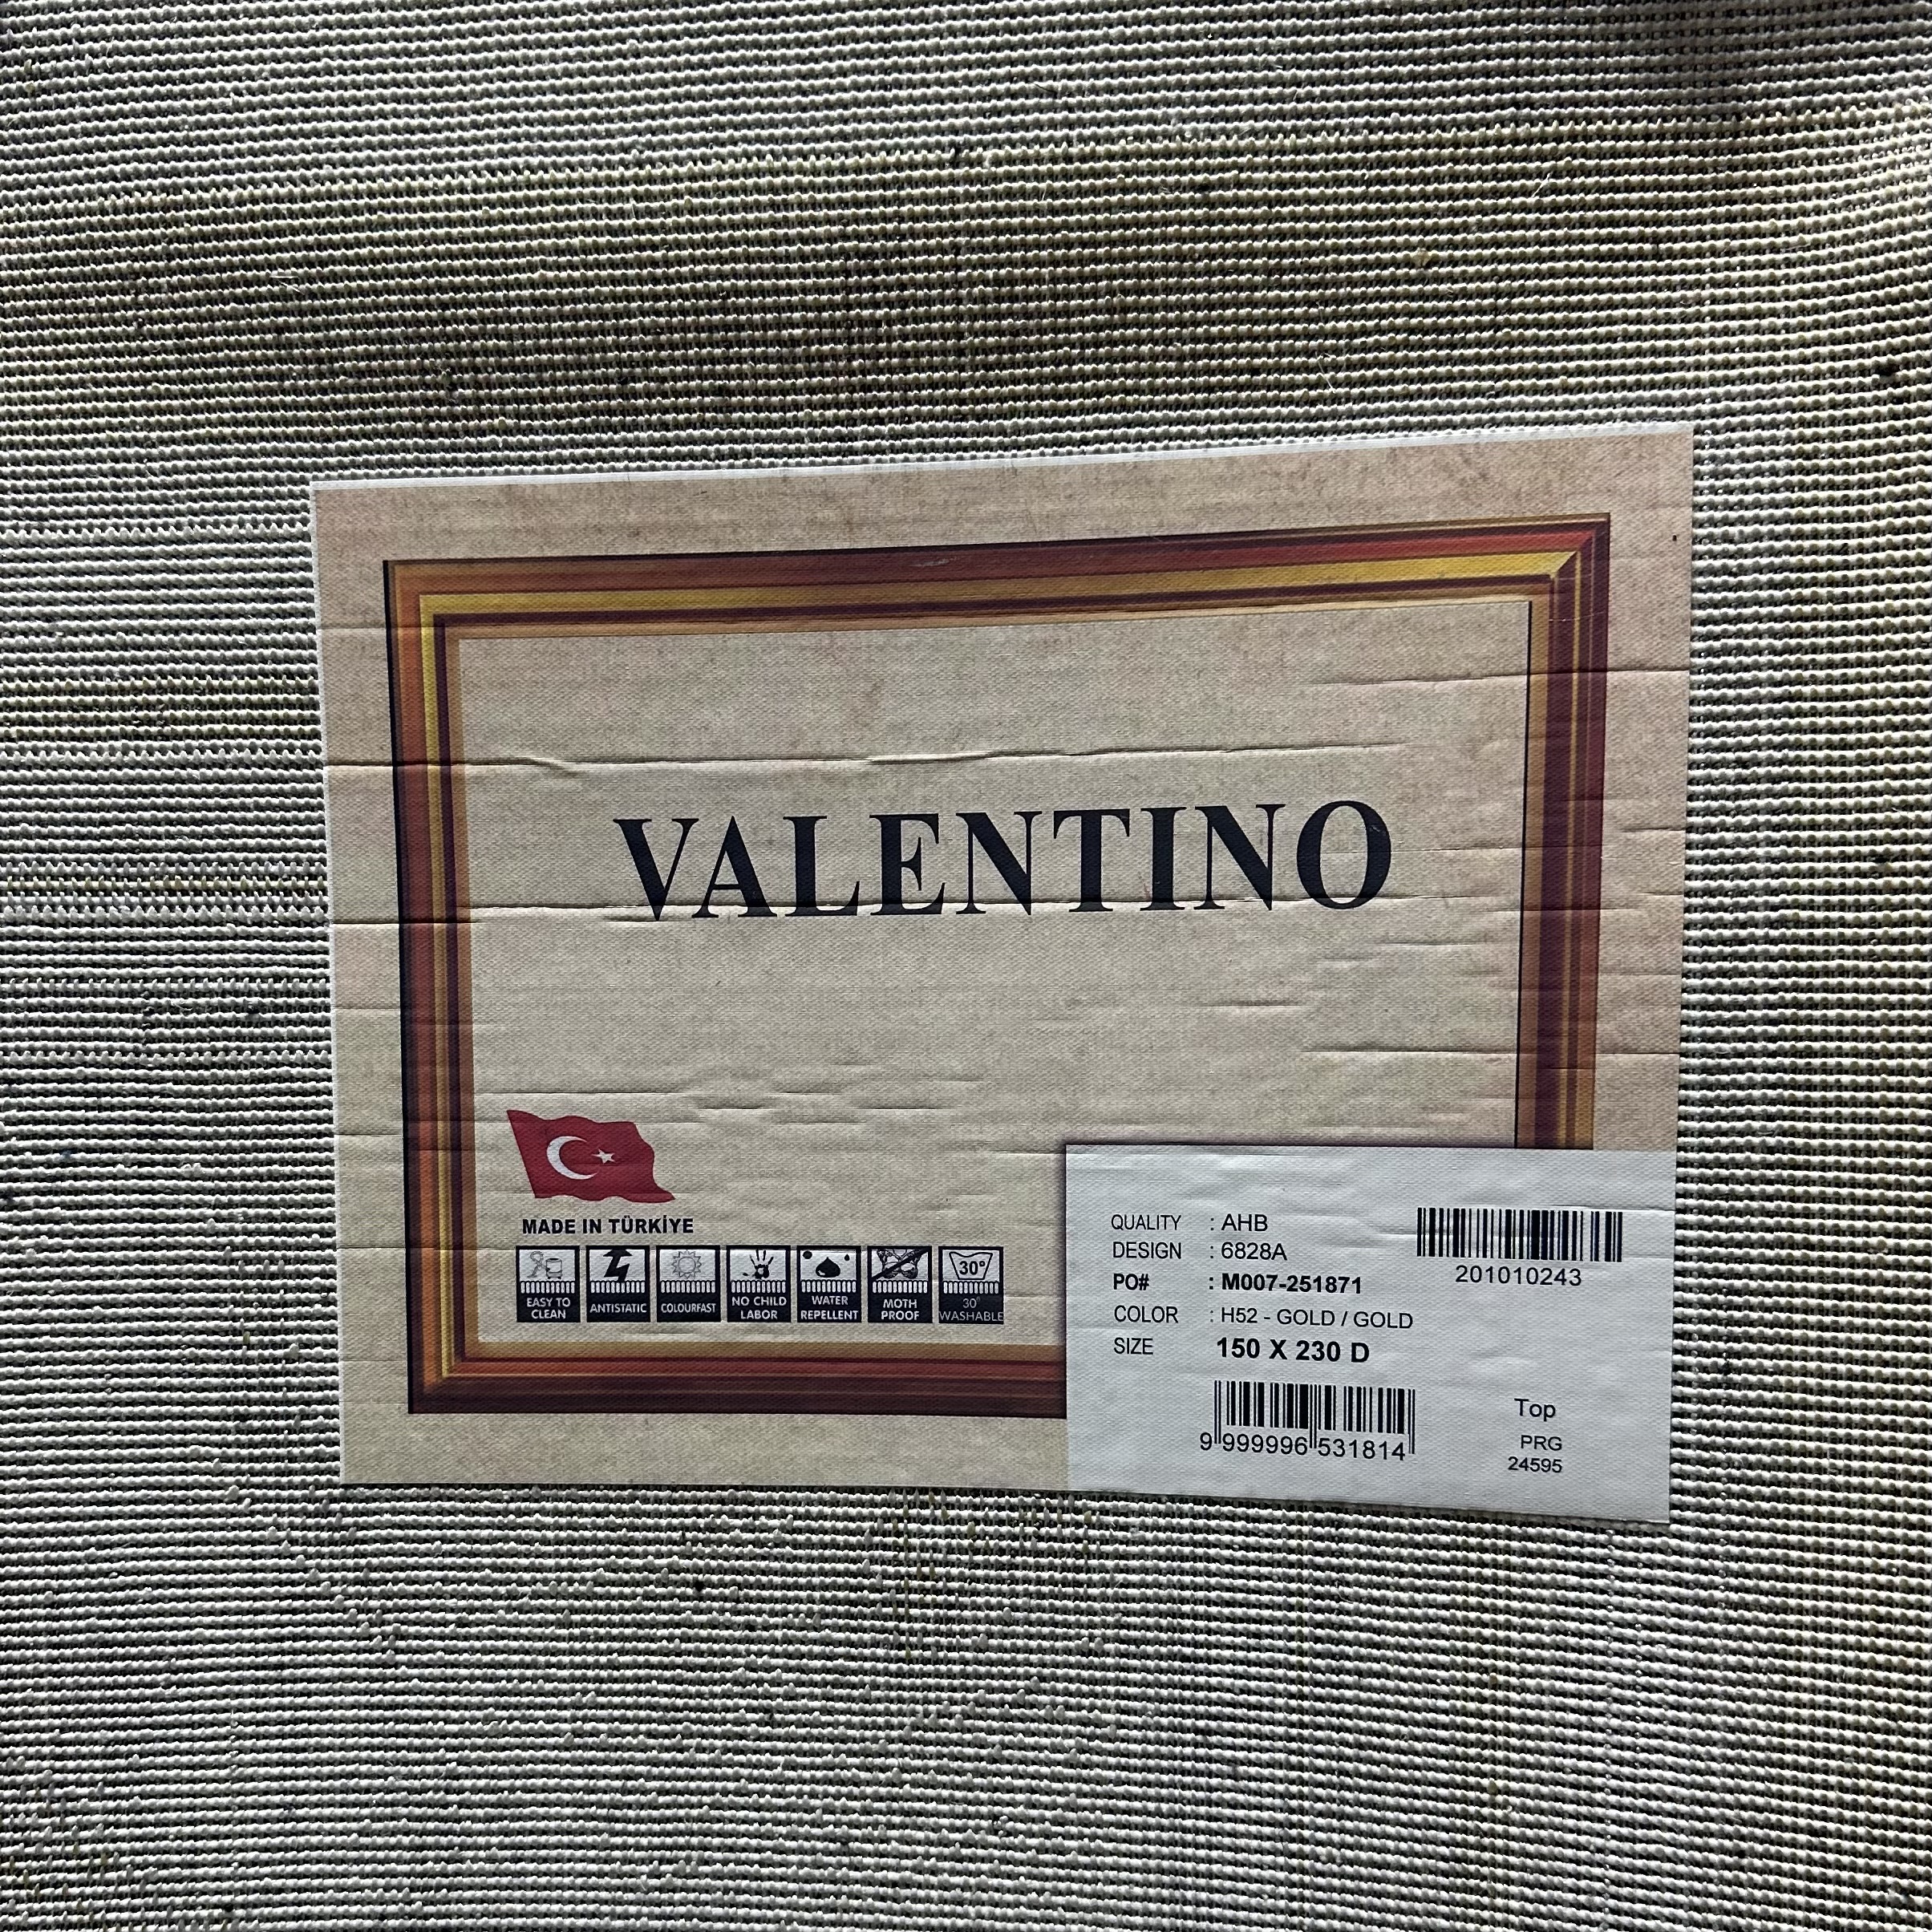 VALENTINO
MADE IN TÜRKİYE
EASY TO
CLEAN
ANTISTATIC
COLOURFAST
NO CHILD
LABOR
WATER
REPELLENT
MOTH
PROOF
30°
30°
WASHABLE
QUALITY : AHB
DESIGN : 6828A
PO# : M007-251871
COLOR : H52 - GOLD / GOLD
SIZE 150 X 230 D
201010243
9 999996 531814
Top
PRG
24595